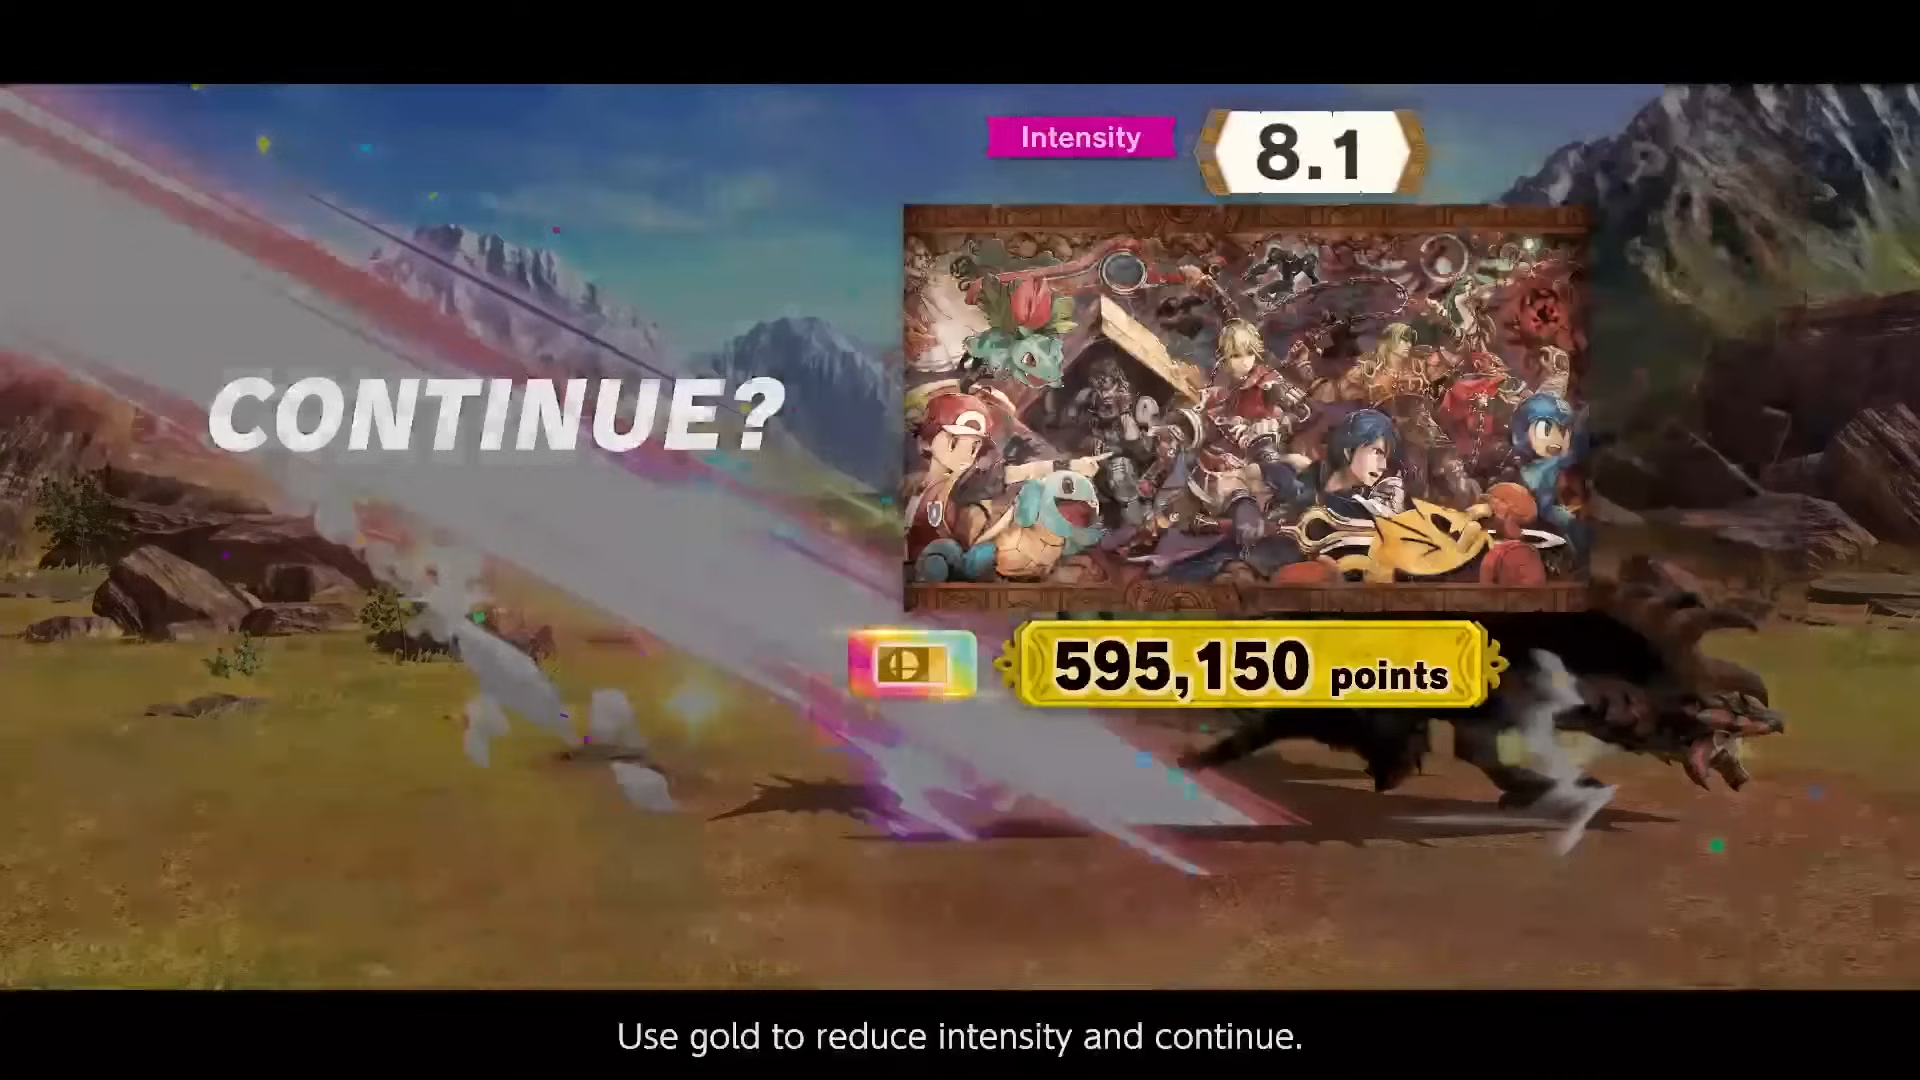 Intensity
8.1
CONTINUE?
595,150 points
Use gold to reduce intensity and continue.